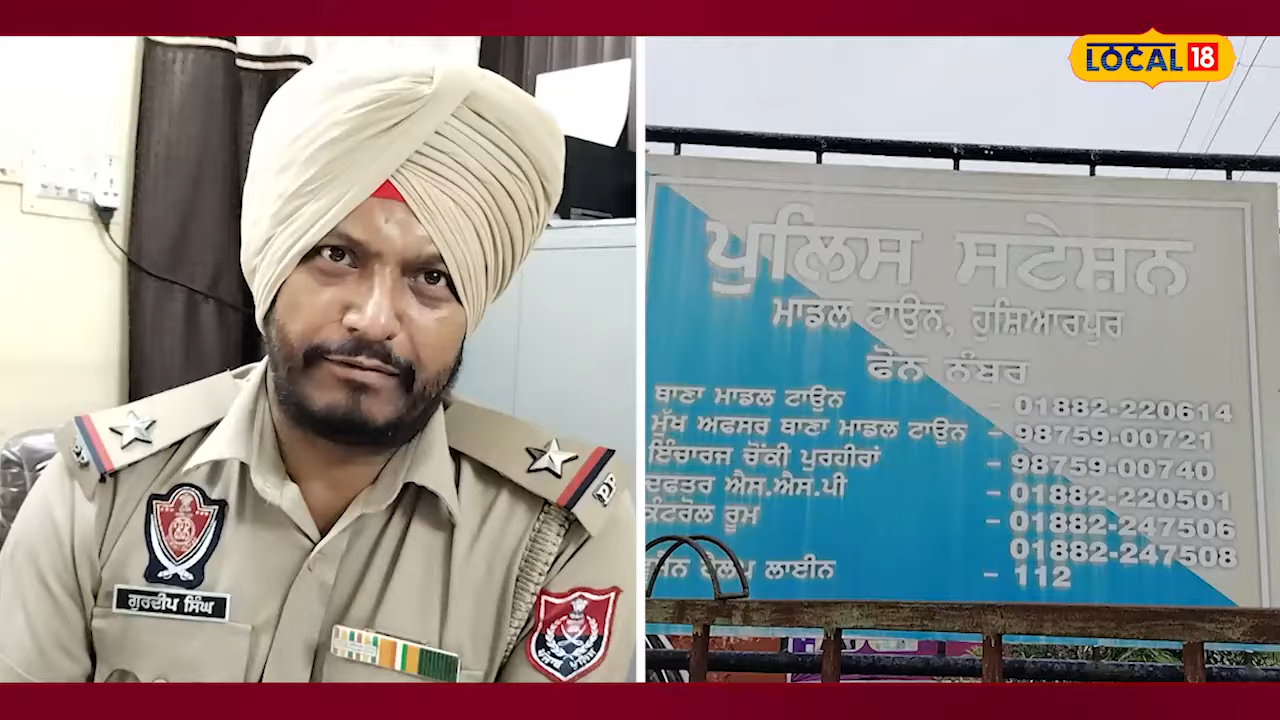 LOCAL 18
ਗੁਰਦੀਪ ਸਿੰਘ
ਪੰਜਾਬ ਪੁਲਿਸ
PP
ਪੁਲਿਸ ਸਟੇਸ਼ਨ
ਮਾਡਲ ਟਾਊਨ, ਹੁਸ਼ਿਆਰਪੁਰ
ਫੋਨ ਨੰਬਰ
ਥਾਣਾ ਮਾਡਲ ਟਾਊਨ - 01882-220614
ਮੁੱਖ ਅਫਸਰ ਥਾਣਾ ਮਾਡਲ ਟਾਊਨ - 98759-00721
ਇੰਚਾਰਜ ਚੌਂਕੀ ਪੁਰਹੀਰਾਂ - 98759-00740
ਦਫਤਰ ਐਸ.ਐਸ.ਪੀ - 01882-220501
ਕੰਟਰੋਲ ਰੂਮ - 01882-247506
01882-247508
ਲਾਈਨ - 112